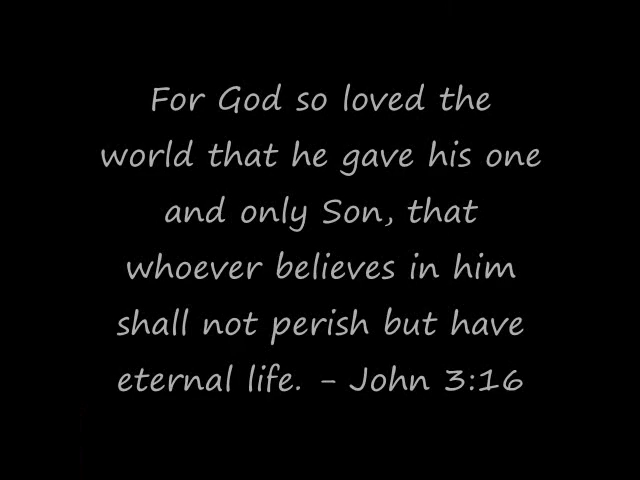 For God so loved the
world that he gave his one
and only Son, that
whoever believes in him
shall not perish but have
eternal life. - John 3:16